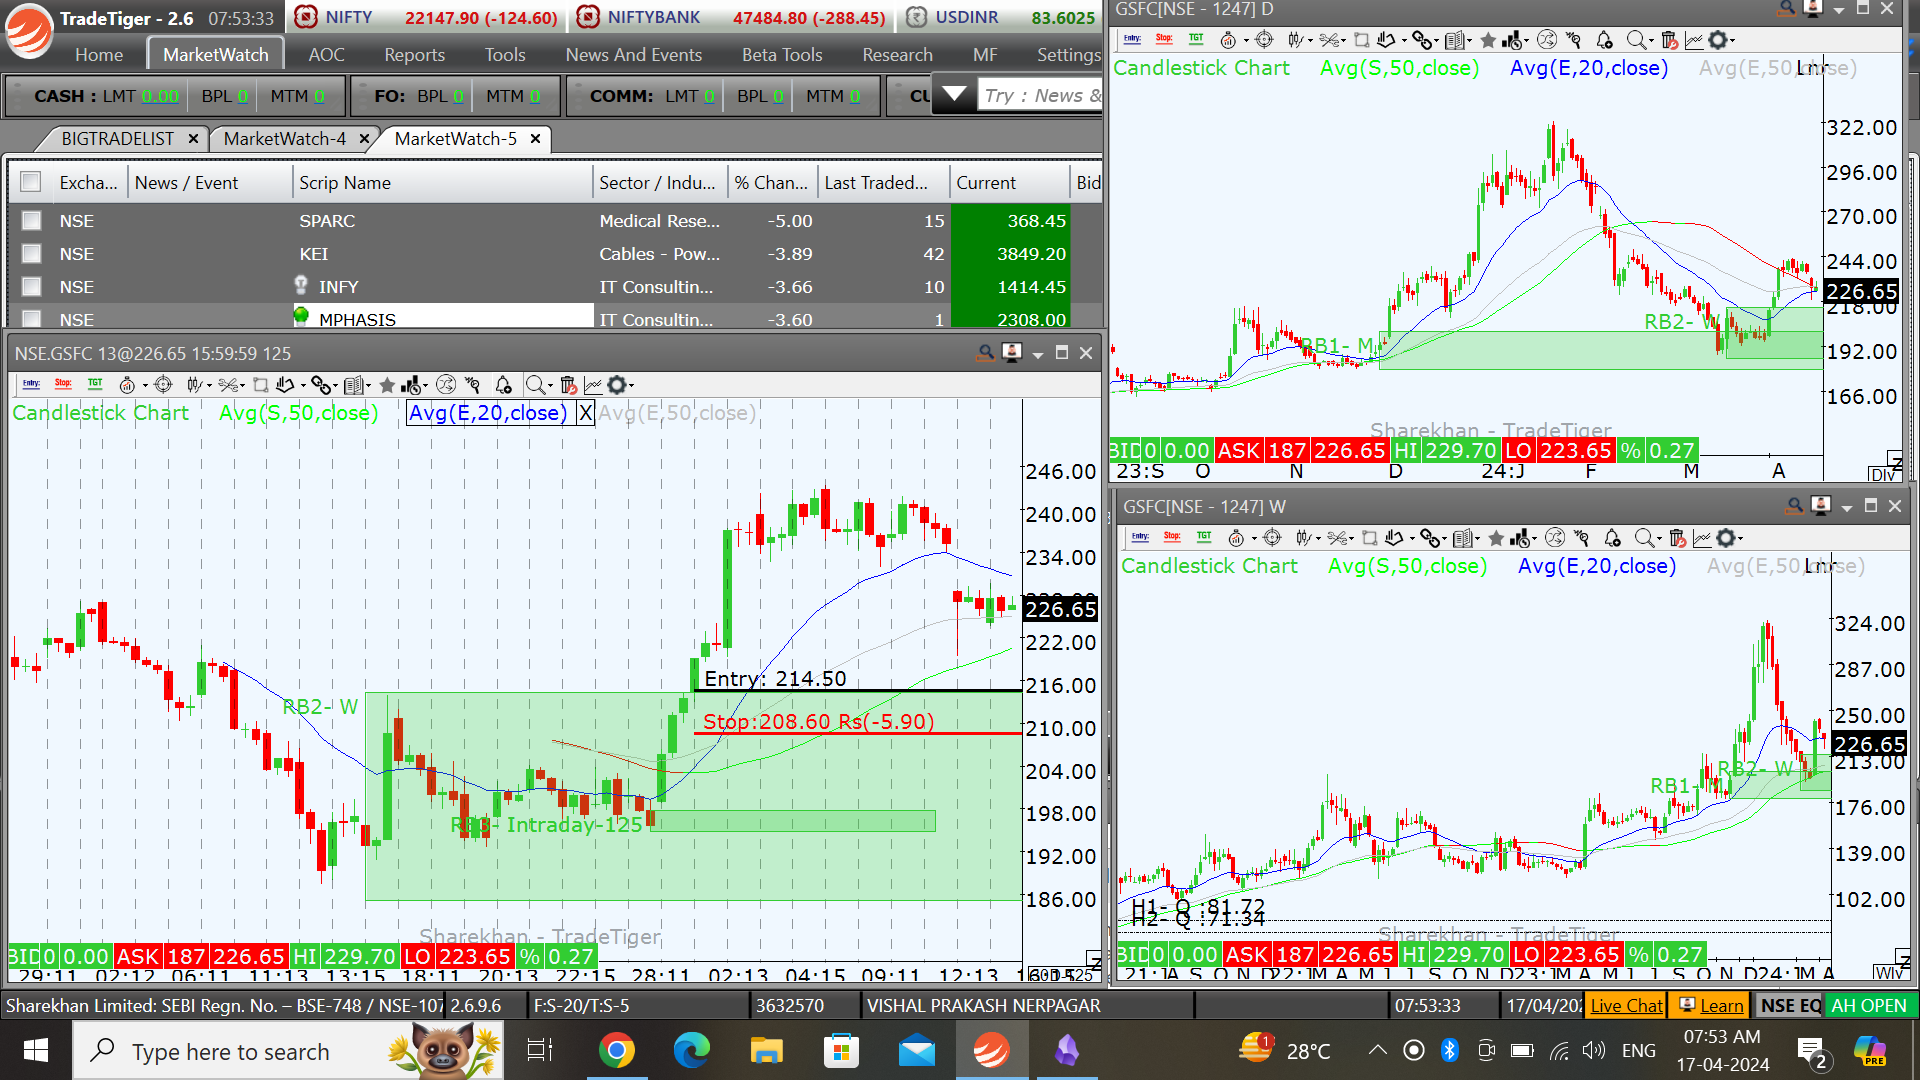 TradeTiger - 2.6 07:53:33 NIFTY 22147.90 (-124.60) NIFTYBANK 47484.80 (-288.45) USDINR 83.6025
Home MarketWatch AOC Reports Tools News And Events Beta Tools Research MF Settings
CASH : LMT 0.00 BPL 0 MTM 0 FO: BPL 0 MTM 0 COMM: LMT 0 BPL 0 MTM 0 Try : News &
BIGTRADELIST MarketWatch-4 MarketWatch-5
Excha... News / Event Scrip Name Sector / Indu... % Chan... Last Traded... Current Bid
NSE SPARC Medical Rese... -5.00 15 368.45
NSE KEI Cables - Pow... -3.89 42 3849.20
NSE INFY IT Consultin... -3.66 10 1414.45
NSE MPHASIS IT Consultin... -3.60 1 2308.00
NSE.GSFC 13@226.65 15:59:59 125
Entry: Stop: TGT
Candlestick Chart Avg(S,50,close) Avg(E,20,close) X Avg(E,50,close)
246.00
240.00
234.00
226.65
222.00
216.00
210.00
204.00
198.00
192.00
186.00
Entry: 214.50
RB2- W
Stop:208.60 Rs(-5.90)
RB3- Intraday-125
Sharekhan - TradeTiger
BID 0 0.00 ASK 187 226.65 HI 229.70 LO 223.65 % 0.27
29:11 02:12 06:11 11:13 13:15 18:11 20:13 22:15 28:11 02:13 04:15 09:11 12:13
GSFC[NSE - 1247] D
Entry: Stop: TGT
Candlestick Chart Avg(S,50,close) Avg(E,20,close) Avg(E,50,close)
322.00
296.00
270.00
244.00
226.65
218.00
192.00
166.00
RB2- W
RB1- M
Sharekhan - TradeTiger
BID 0 0.00 ASK 187 226.65 HI 229.70 LO 223.65 % 0.27
23:S O N D 24:J F M A
GSFC[NSE - 1247] W
Entry: Stop: TGT
Candlestick Chart Avg(S,50,close) Avg(E,20,close) Avg(E,50,close)
324.00
287.00
250.00
226.65
213.00
176.00
139.00
102.00
RB2- W
RB1- M
H1- Q :81.72
H2- Q :71.34
Sharekhan - TradeTiger
BID 0 0.00 ASK 187 226.65 HI 229.70 LO 223.65 % 0.27
21:J A S O N D 22:1 M A M J J S O N D 23:1 M A M J J S O N D 24:1 M A
Sharekhan Limited: SEBI Regn. No. – BSE-748 / NSE-107 2.6.9.6 F:S-20/T:S-5 3632570 VISHAL PRAKASH NERPAGAR 07:53:33 17/04/202 Live Chat Learn NSE EQ AH OPEN
Type here to search 1 28°C ENG 07:53 AM
17-04-2024 2 PRE